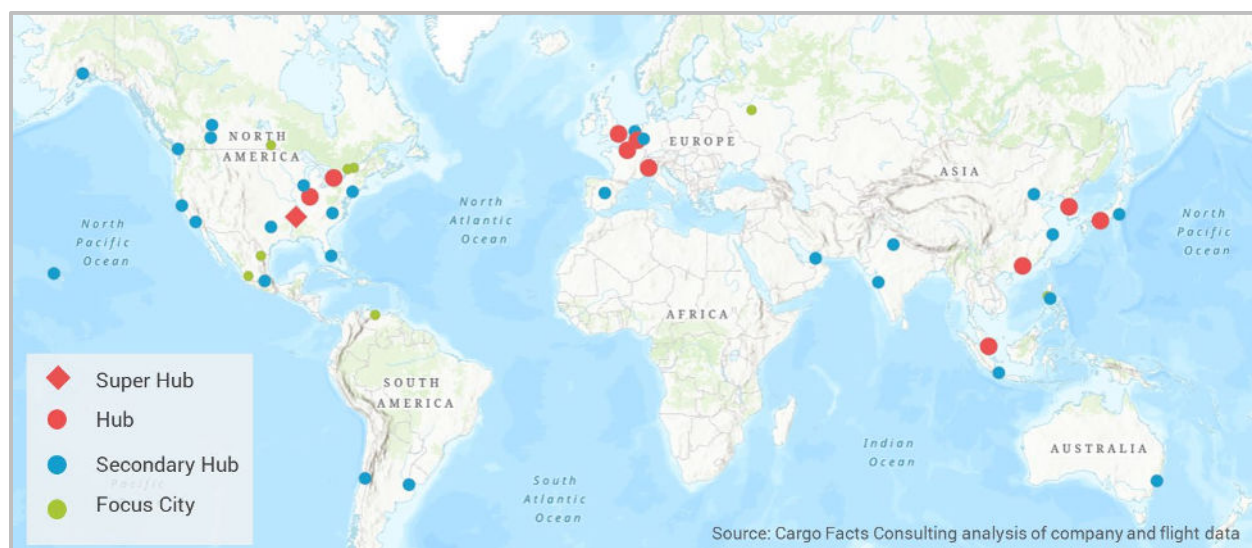 NORTH
AMERICA
EUROPE
ASIA
North
Pacific
Ocean
North
Atlantic
Ocean
North
Pacific
Ocean
AFRICA
SOUTH
AMERICA
Indian
Ocean
AUSTRALIA
South
Atlantic
Ocean
Super Hub
Hub
Secondary Hub
Pacific
Focus City
Source: Cargo Facts Consulting analysis of company and flight data